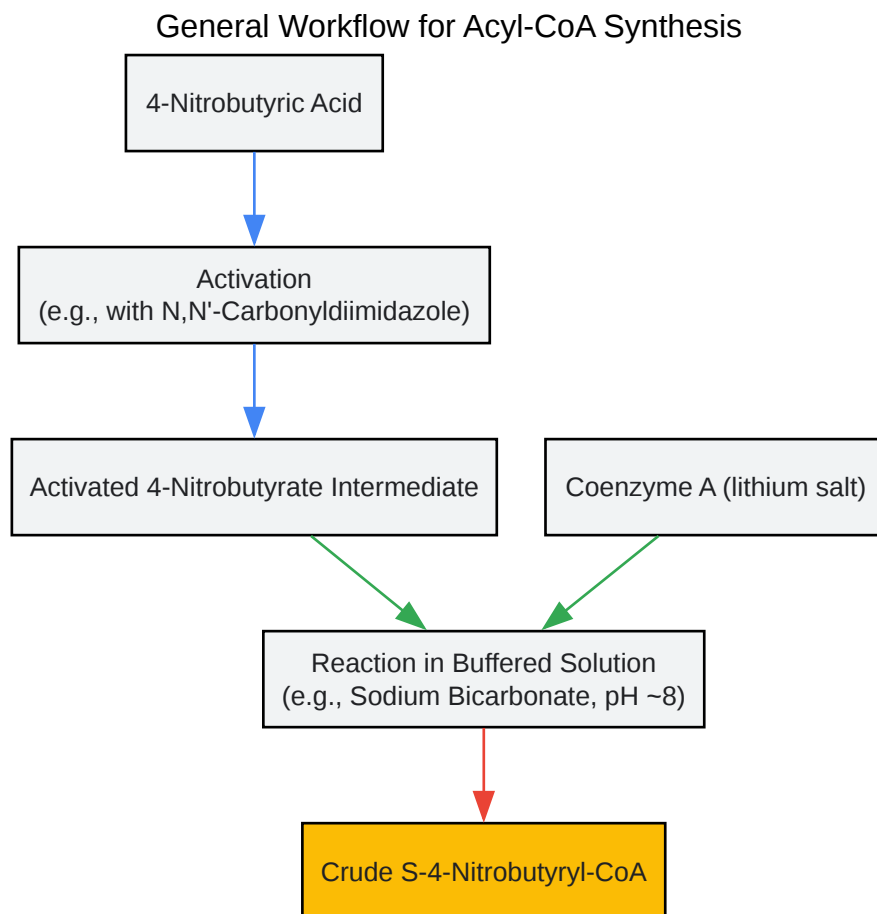 General Workflow for Acyl-CoA Synthesis
4-Nitrobutyric Acid
Activation
(e.g., with N,N'-Carbonyldiimidazole)
Activated 4-Nitrobutyrate Intermediate
Coenzyme A (lithium salt)
Reaction in Buffered Solution
(e.g., Sodium Bicarbonate, pH ~8)
Crude S-4-Nitrobutyryl-CoA